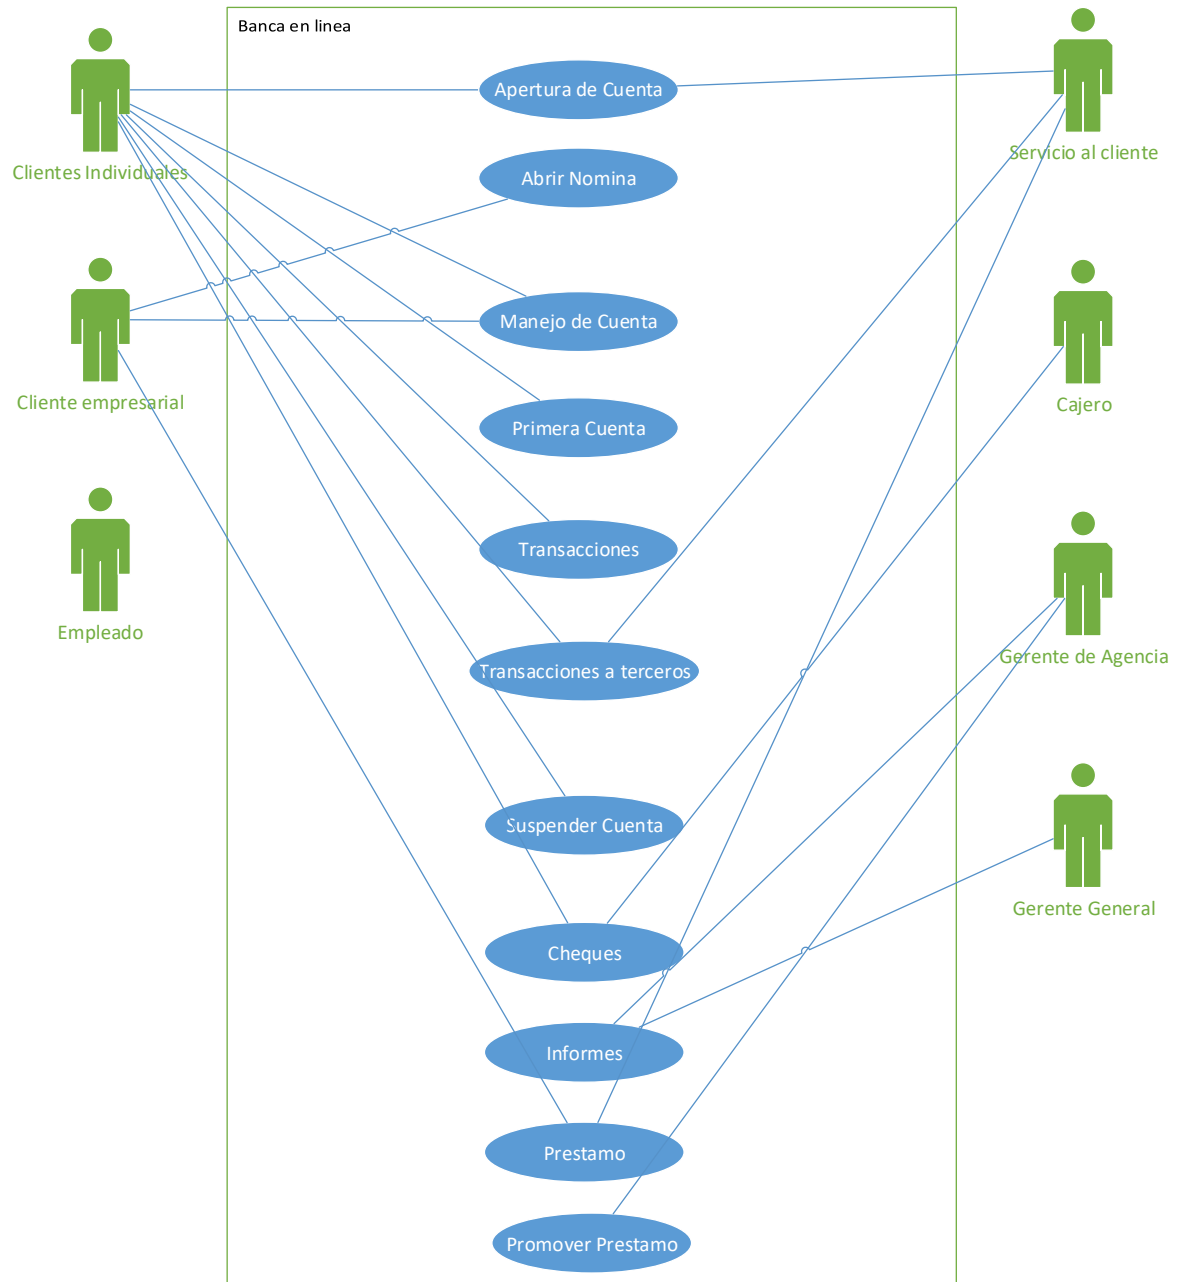 Banca en linea
Apertura de Cuenta
Servicio al cliente
Clientes Individuales
Abrir Nomina
Manejo de Cuenta
Cliente empresarial
Cajero
Primera Cuenta
Transacciones
Empleado
Gerente de Agencia
Transacciones a terceros
Suspender Cuenta
Gerente General
Cheques
Informes
Prestamo
Promover Prestamo